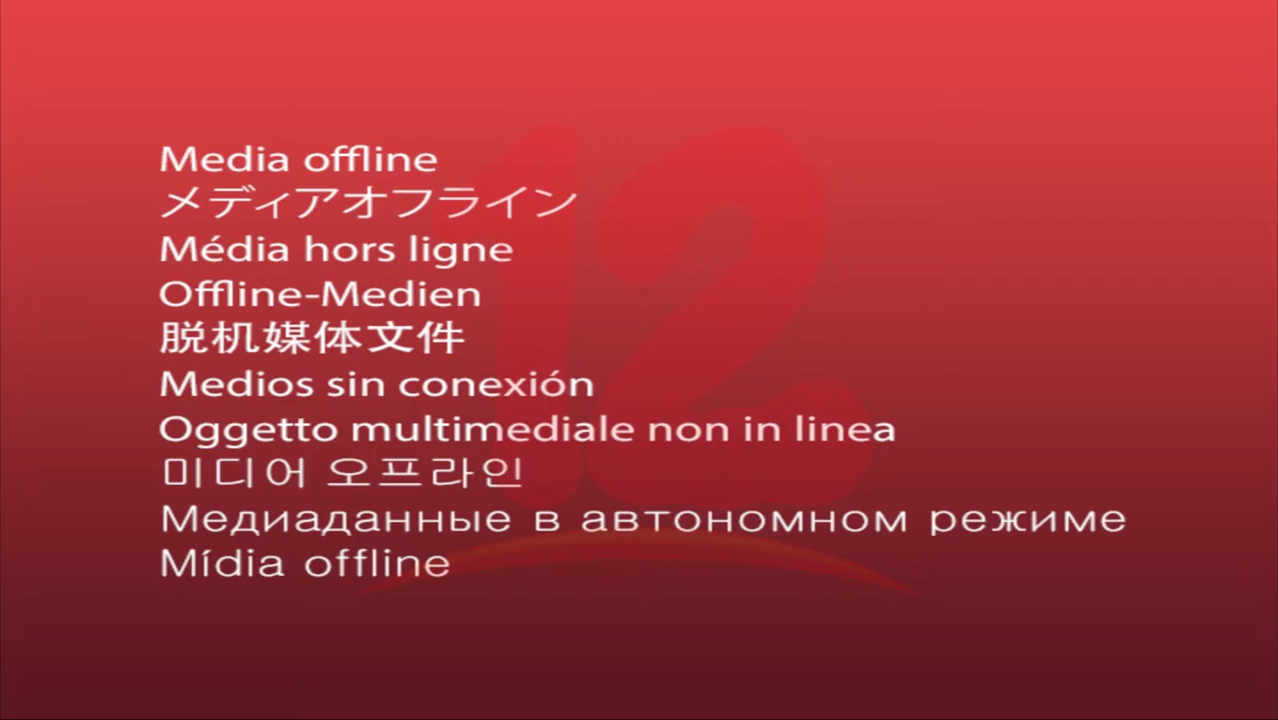 Media offline
メディアオフライン
Média hors ligne
Offline-Medien
脱机媒体文件
Medios sin conexión
Oggetto multimediale non in linea
미디어 오프라인
Медиаданные в автономном режиме
Mídia offline
12